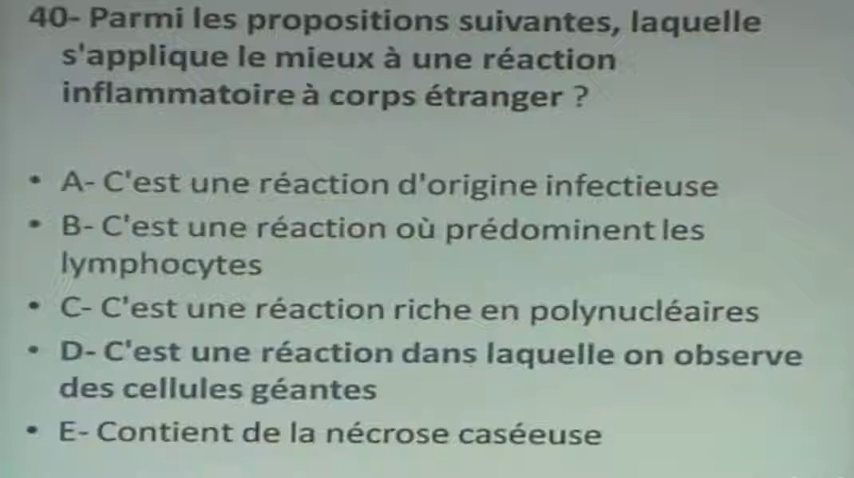 40- Parmi les propositions suivantes, laquelle
s'applique le mieux à une réaction
inflammatoire à corps étranger ?
• A- C'est une réaction d'origine infectieuse
• B- C'est une réaction où prédominent les
lymphocytes
• C- C'est une réaction riche en polynucléaires
• D- C'est une réaction dans laquelle on observe
des cellules géantes
• E- Contient de la nécrose caséeuse